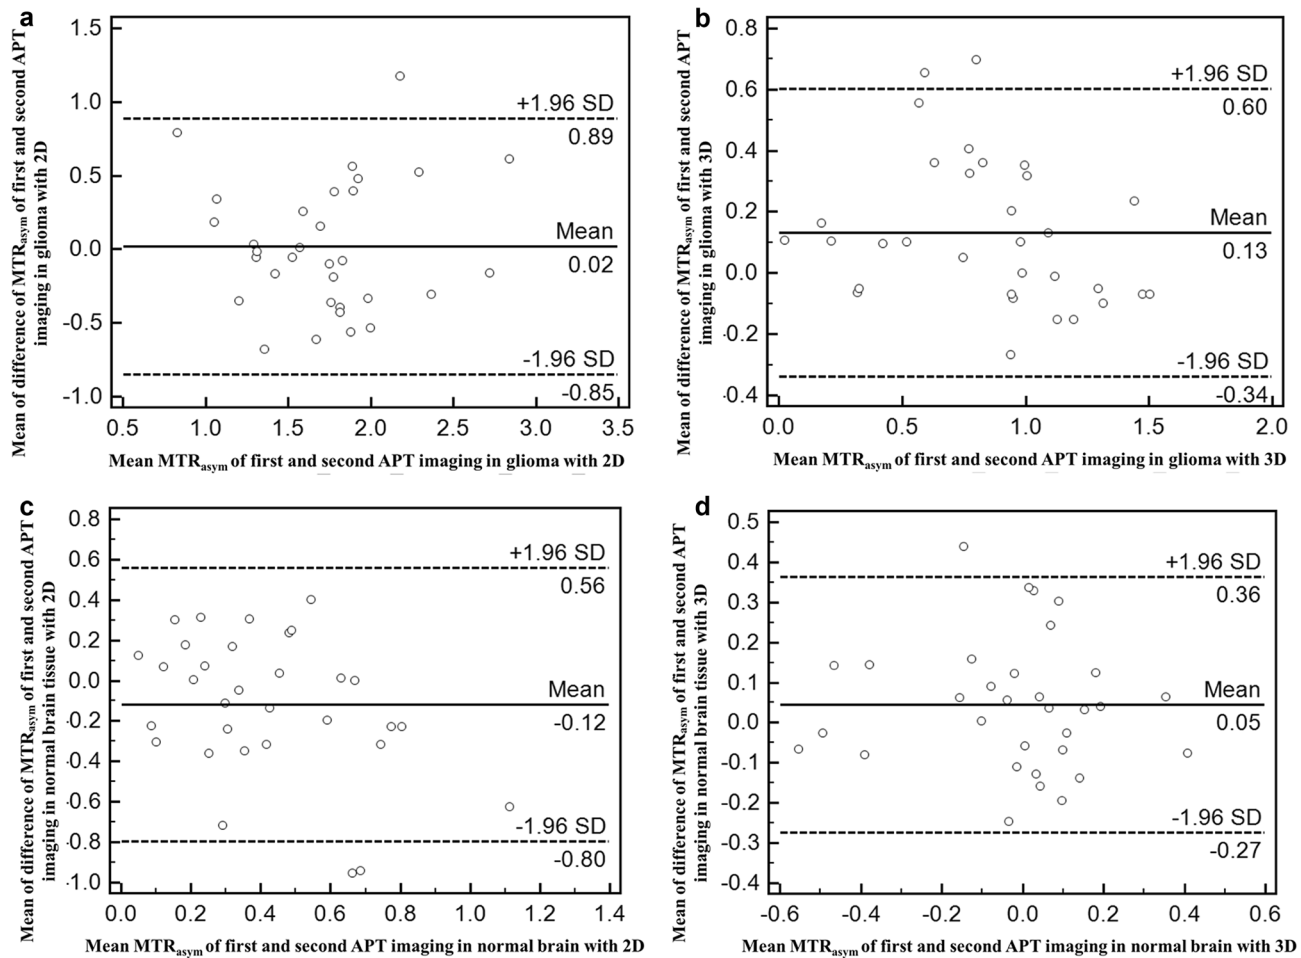 a
Mean of difference of MTRasym of first and second APT
imaging in glioma with 2D
1.5
1.0
0.5
0.0
-0.5
-1.0
+1.96 SD
0.89
Mean
0.02
-1.96 SD
-0.85
0.5 1.0 1.5 2.0 2.5 3.0 3.5
Mean MTRasym of first and second APT imaging in glioma with 2D
b
Mean of difference of MTRasym of first and second APT
imaging in glioma with 3D
0.8
0.6
0.4
0.2
0.0
-0.2
-0.4
+1.96 SD
0.60
Mean
0.13
-1.96 SD
-0.34
0.0 0.5 1.0 1.5 2.0
Mean MTRasym of first and second APT imaging in glioma with 3D
c
Mean of difference of MTRasym of first and second APT
imaging in normal brain tissue with 2D
0.8
0.6
0.4
0.2
0.0
-0.2
-0.4
-0.6
-0.8
-1.0
+1.96 SD
0.56
Mean
-0.12
-1.96 SD
-0.80
0.0 0.2 0.4 0.6 0.8 1.0 1.2 1.4
Mean MTRasym of first and second APT imaging in normal brain with 2D
d
Mean of difference of MTRasym of first and second APT
imaging in normal brain tissue with 3D
0.5
0.4
0.3
0.2
0.1
0.0
-0.1
-0.2
-0.3
-0.4
+1.96 SD
0.36
Mean
0.05
-1.96 SD
-0.27
-0.6 -0.4 -0.2 0.0 0.2 0.4 0.6
Mean MTRasym of first and second APT imaging in normal brain with 3D